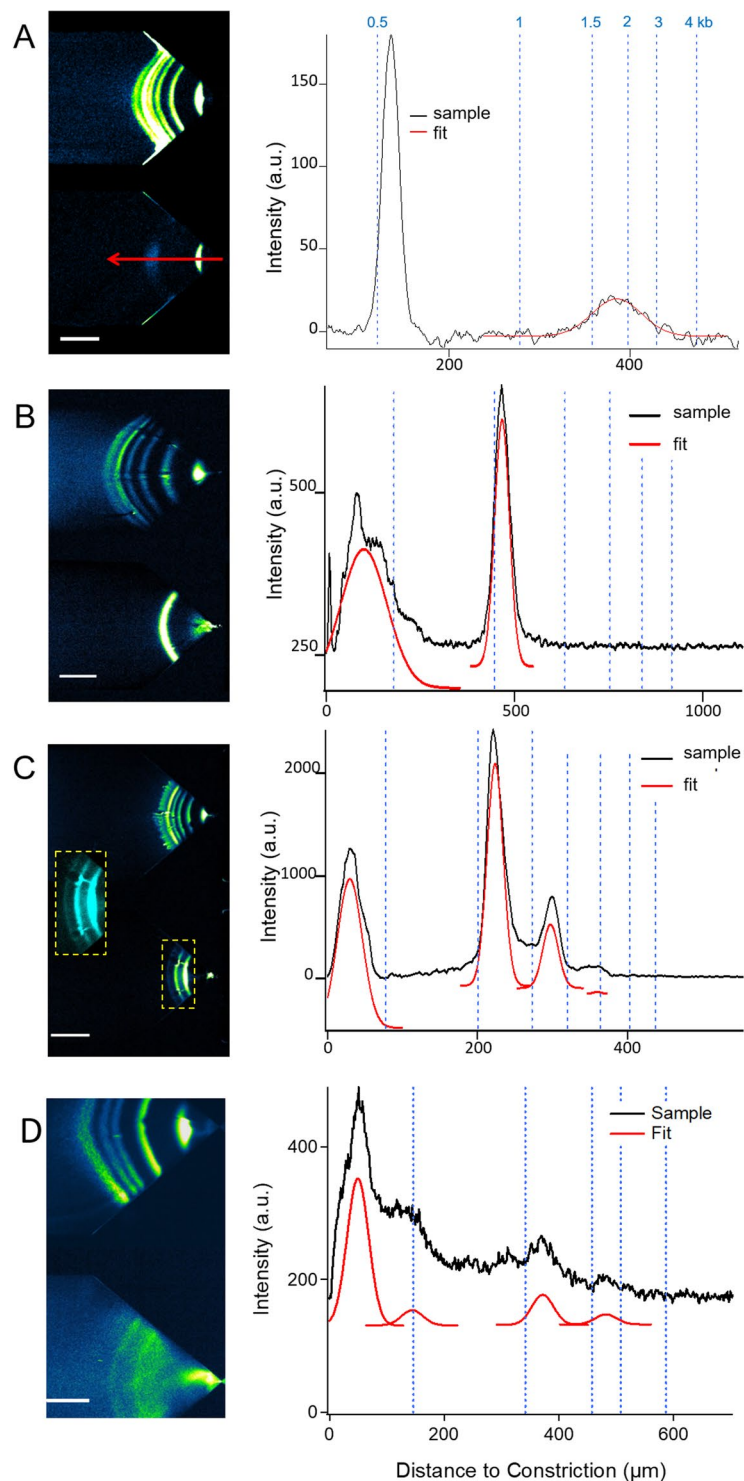 A
0.5 1 1.5 2 3 4 kb
150
sample
fit
100
Intensity (a.u.)
50
0
200 400
B
sample
fit
500
Intensity (a.u.)
250
0 500 1000
C
2000
sample
fit
1000
Intensity (a.u.)
0
0 200 400
D
Sample
Fit
400
Intensity (a.u.)
200
0
0 200 400 600
Distance to Constriction (µm)